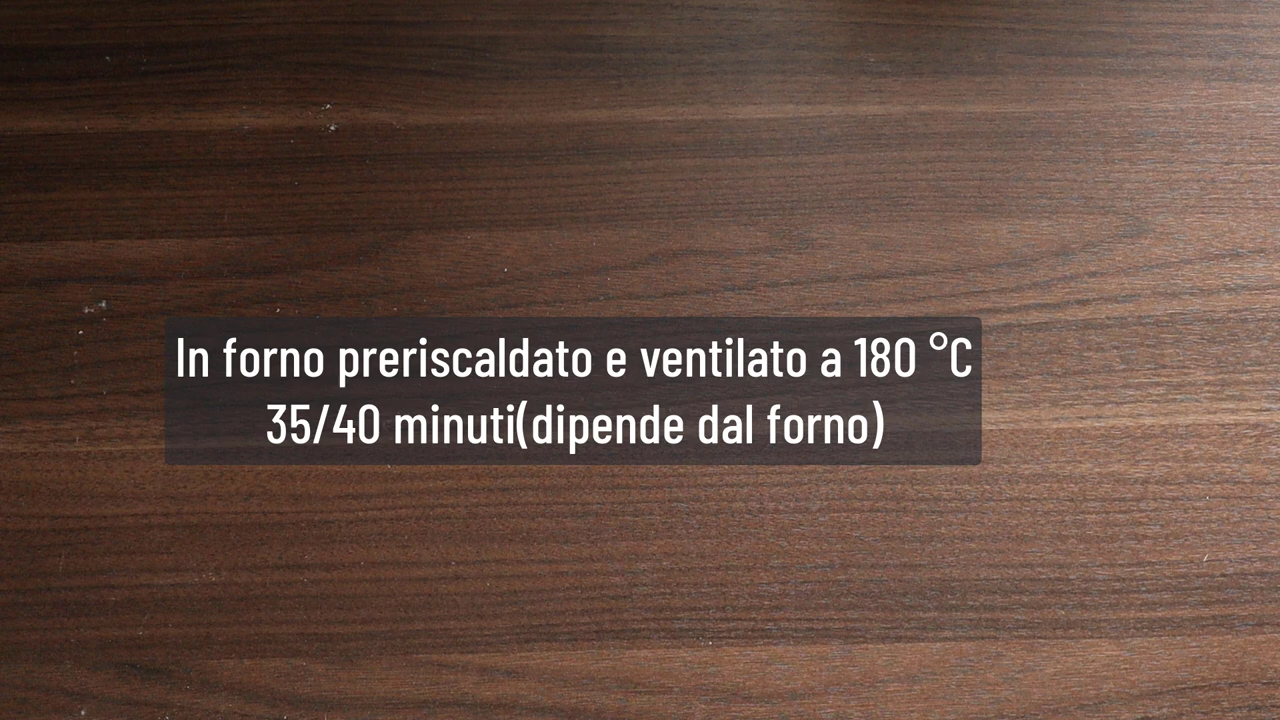 In forno preriscaldato e ventilato a 180 °C
35/40 minuti(dipende dal forno)